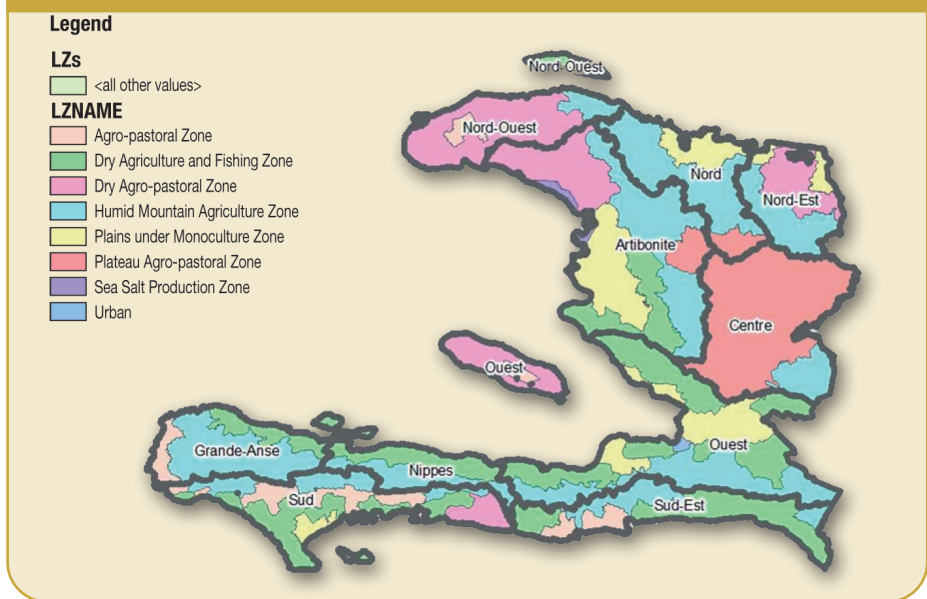 Legend
LZs
<all other values>
LZNAME
Agro-pastoral Zone
Dry Agriculture and Fishing Zone
Dry Agro-pastoral Zone
Humid Mountain Agriculture Zone
Plains under Monoculture Zone
Plateau Agro-pastoral Zone
Sea Salt Production Zone
Urban
Nord-Ouest
Nord-Ouest
Nord
Nord-Est
Artibonite
Centre
Ouest
Ouest
Grande-Anse
Nippes
Sud
Sud-Est